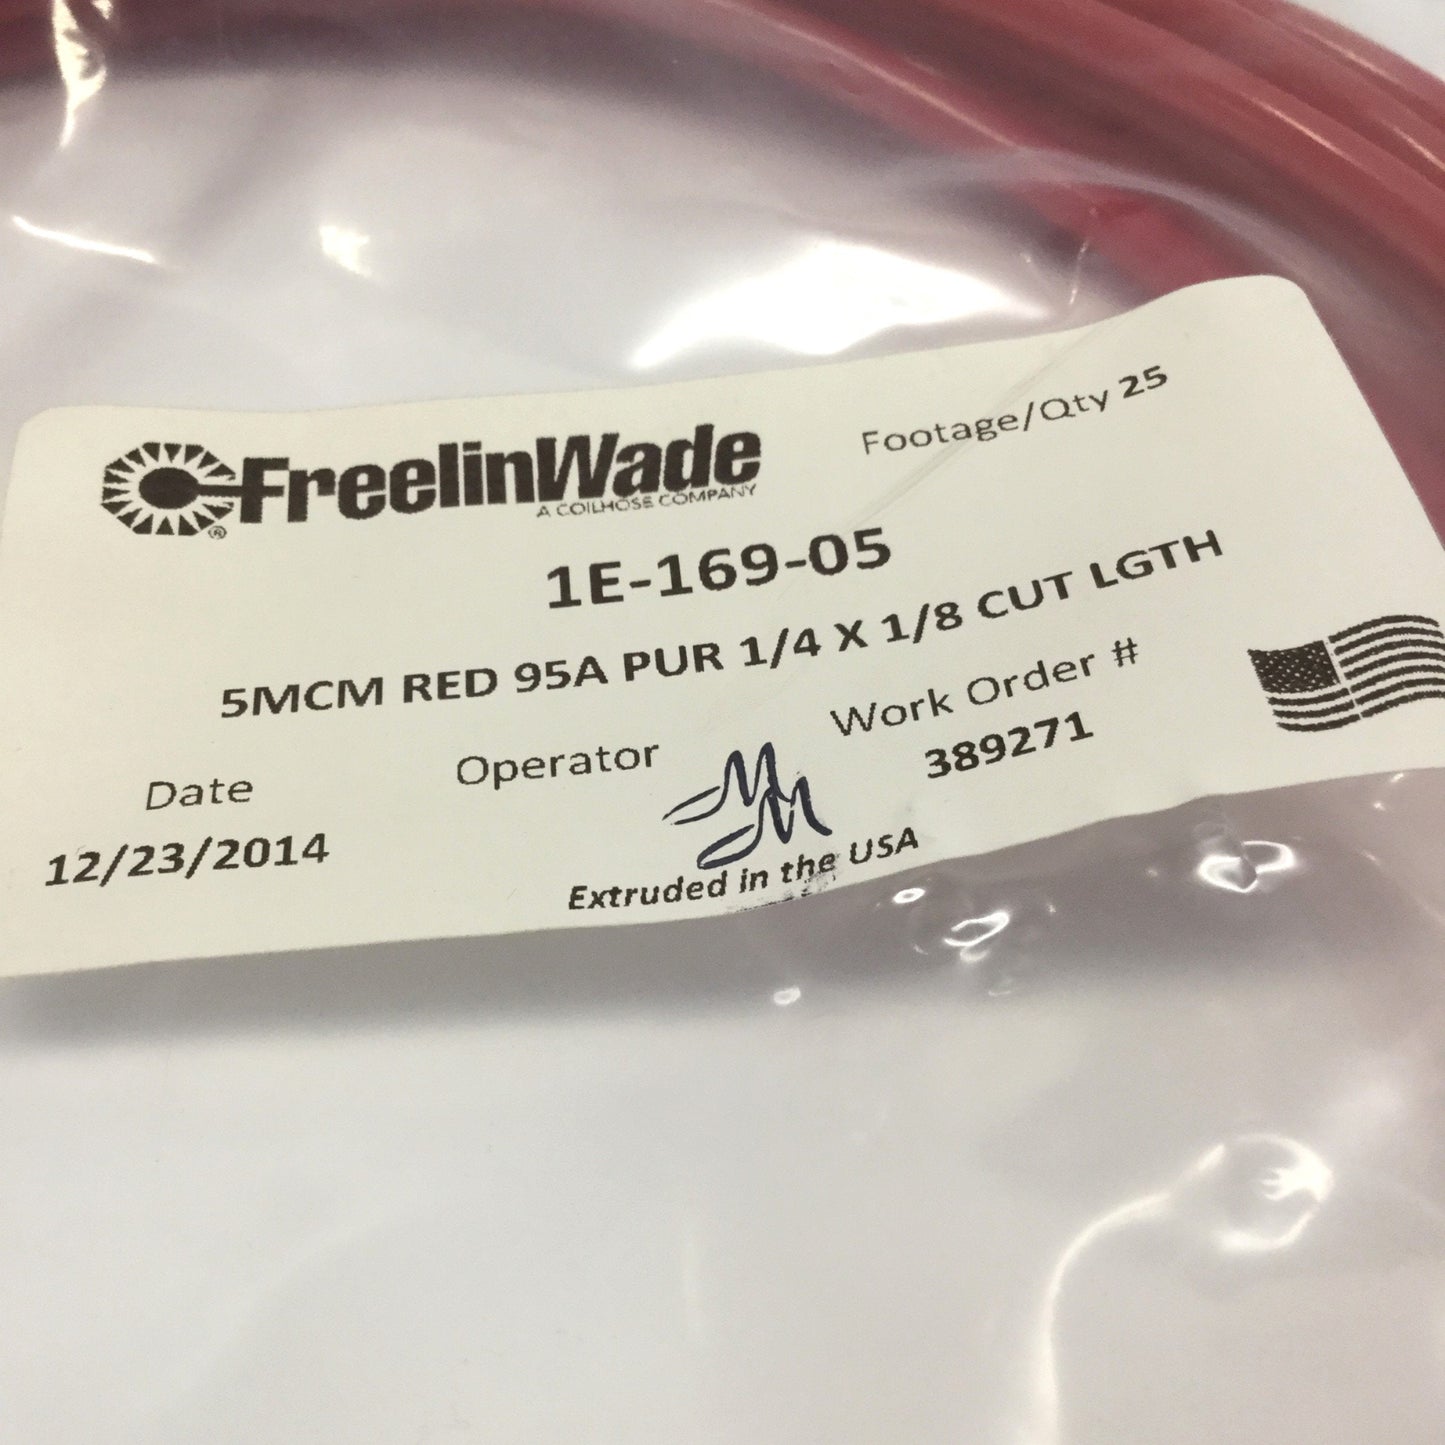 FreelinWade ®
A COILHOSE COMPANY
Footage/Qty 25
1E-169-05
5MCM RED 95A PUR 1/4 X 1/8 CUT LGTH
Date
12/23/2014
Operator
MM
Work Order #
389271
Extruded in the USA